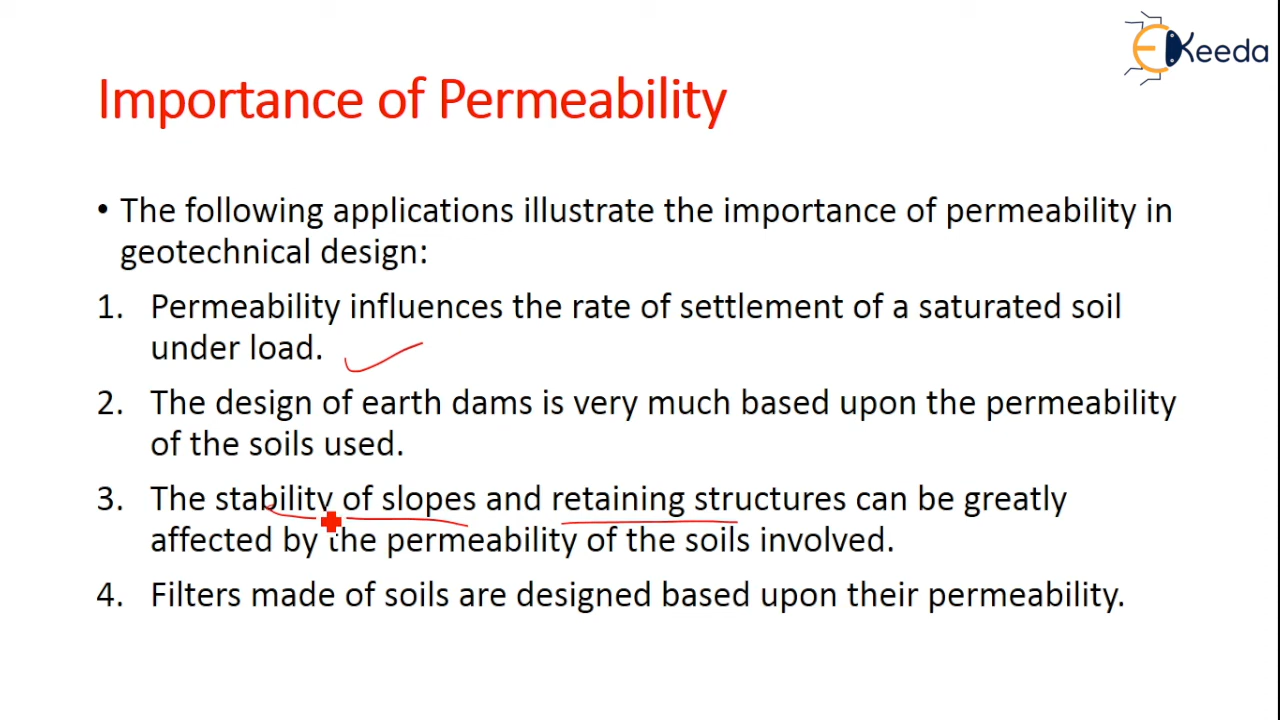 EKeeda
Importance of Permeability
• The following applications illustrate the importance of permeability in
geotechnical design:
1. Permeability influences the rate of settlement of a saturated soil
under load.
2. The design of earth dams is very much based upon the permeability
of the soils used.
3. The stability of slopes and retaining structures can be greatly
affected by the permeability of the soils involved.
4. Filters made of soils are designed based upon their permeability.